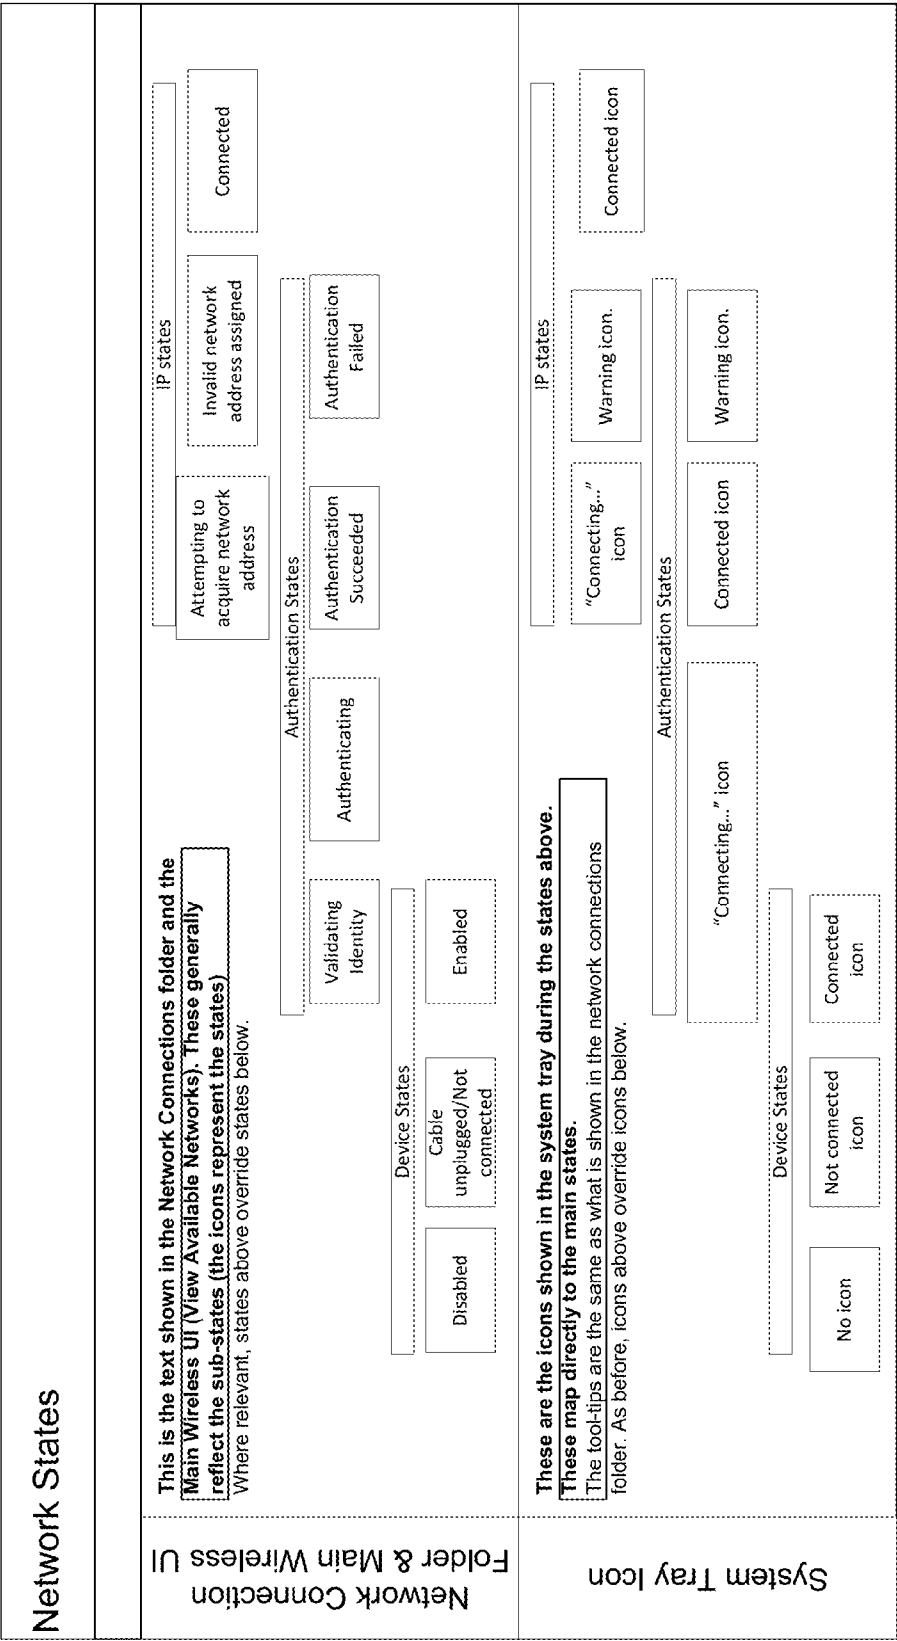 Network States
Network Connection
Folder & Main Wireless UI
This is the text shown in the Network Connections folder and the
Main Wireless UI (View Available Networks). These generally
reflect the sub-states (the icons represent the states)
Where relevant, states above override states below.
IP states
Attempting to
acquire network
address
Invalid network
address assigned
Connected
Authentication States
Validating
Identity
Authenticating
Authentication
Succeeded
Authentication
Failed
Device States
Disabled
Cable
unplugged/Not
connected
Enabled
System Tray Icon
These are the icons shown in the system tray during the states above.
These map directly to the main states.
The tool-tips are the same as what is shown in the network connections
folder. As before, icons above override icons below.
IP states
“Connecting...”
icon
Warning icon.
Connected icon
Authentication States
“Connecting...” icon
Connected icon
Warning icon.
Device States
No icon
Not connected
icon
Connected
icon